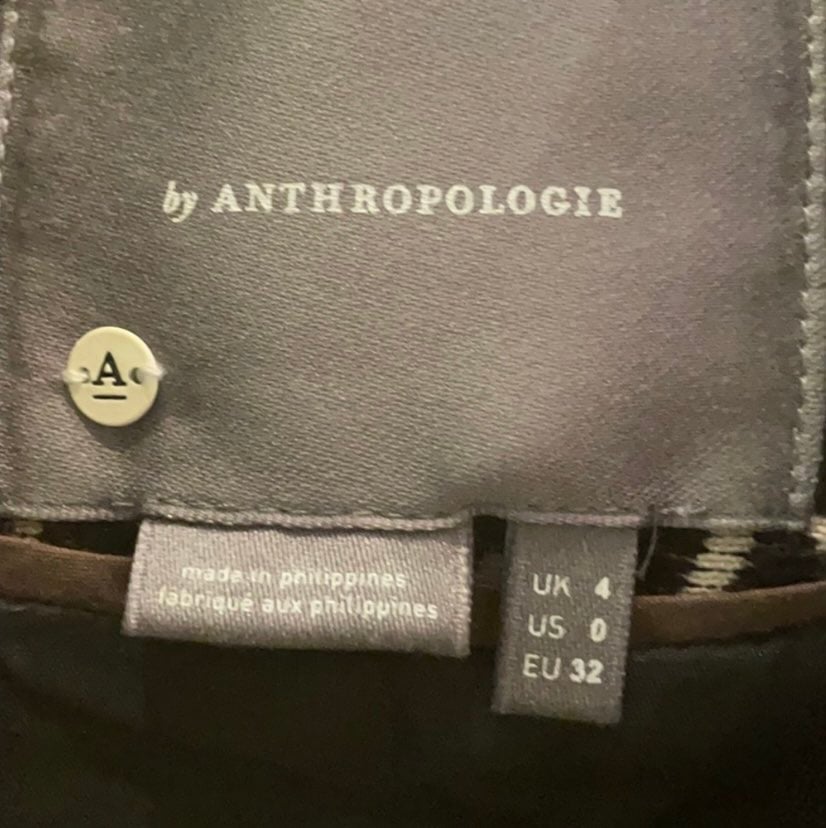 by ANTHROPOLOGIE
A
made in philippines
fabriqué aux philippines
UK 4
US 0
EU 32